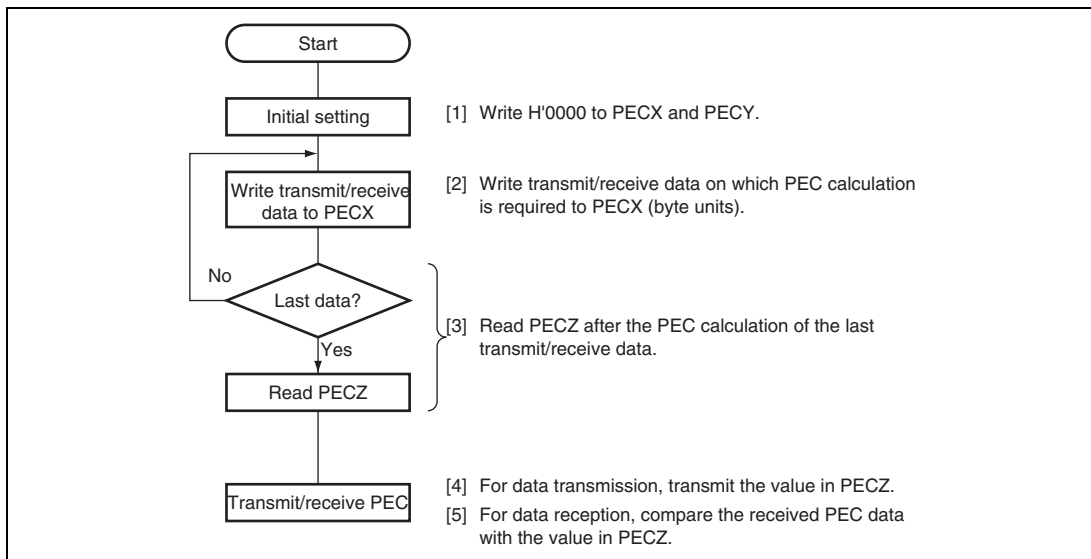 Start
Initial setting
[1] Write H'0000 to PECX and PECY.
Write transmit/receive
data to PECX
[2] Write transmit/receive data on which PEC calculation
is required to PECX (byte units).
No
Last data?
Yes
[3] Read PECZ after the PEC calculation of the last
transmit/receive data.
Read PECZ
Transmit/receive PEC
[4] For data transmission, transmit the value in PECZ.
[5] For data reception, compare the received PEC data
with the value in PECZ.